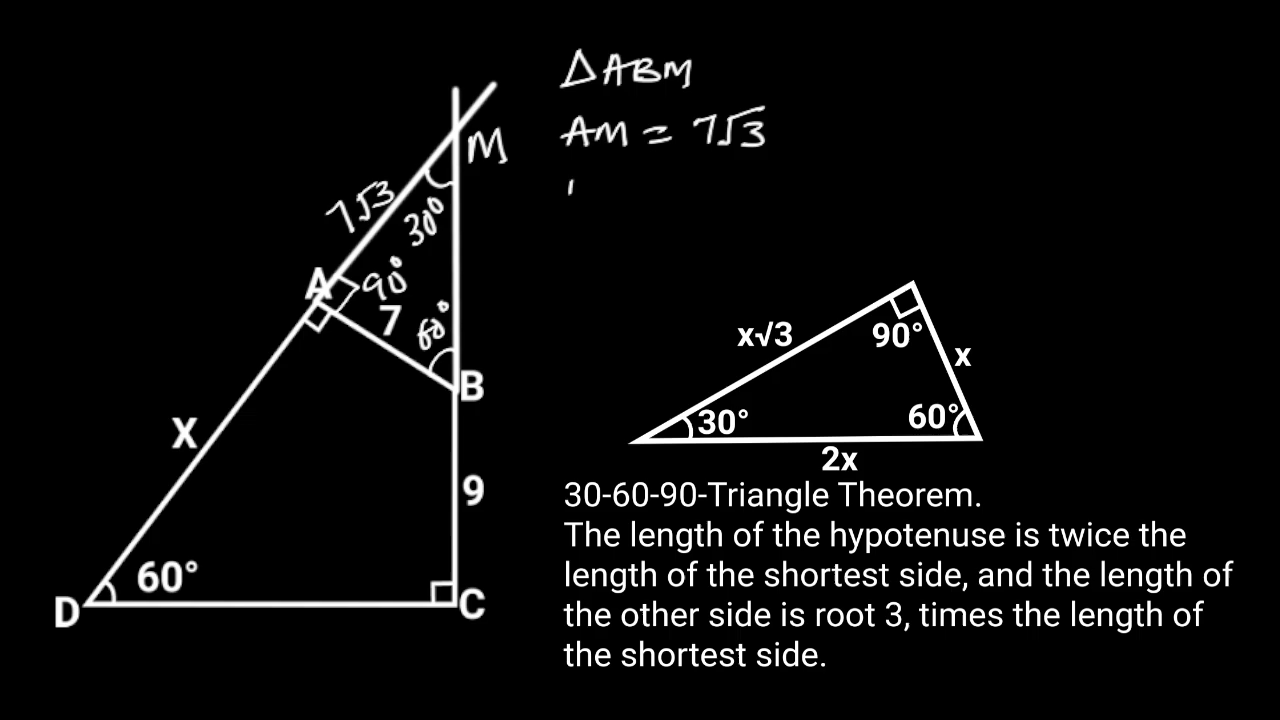 △ABM
AM = 7√3
M
7√3
30°
A
90°
7
60°
B
X
9
60°
D
C
x√3
90°
x
30°
60°
2x
30-60-90-Triangle Theorem.
The length of the hypotenuse is twice the
length of the shortest side, and the length of
the other side is root 3, times the length of
the shortest side.